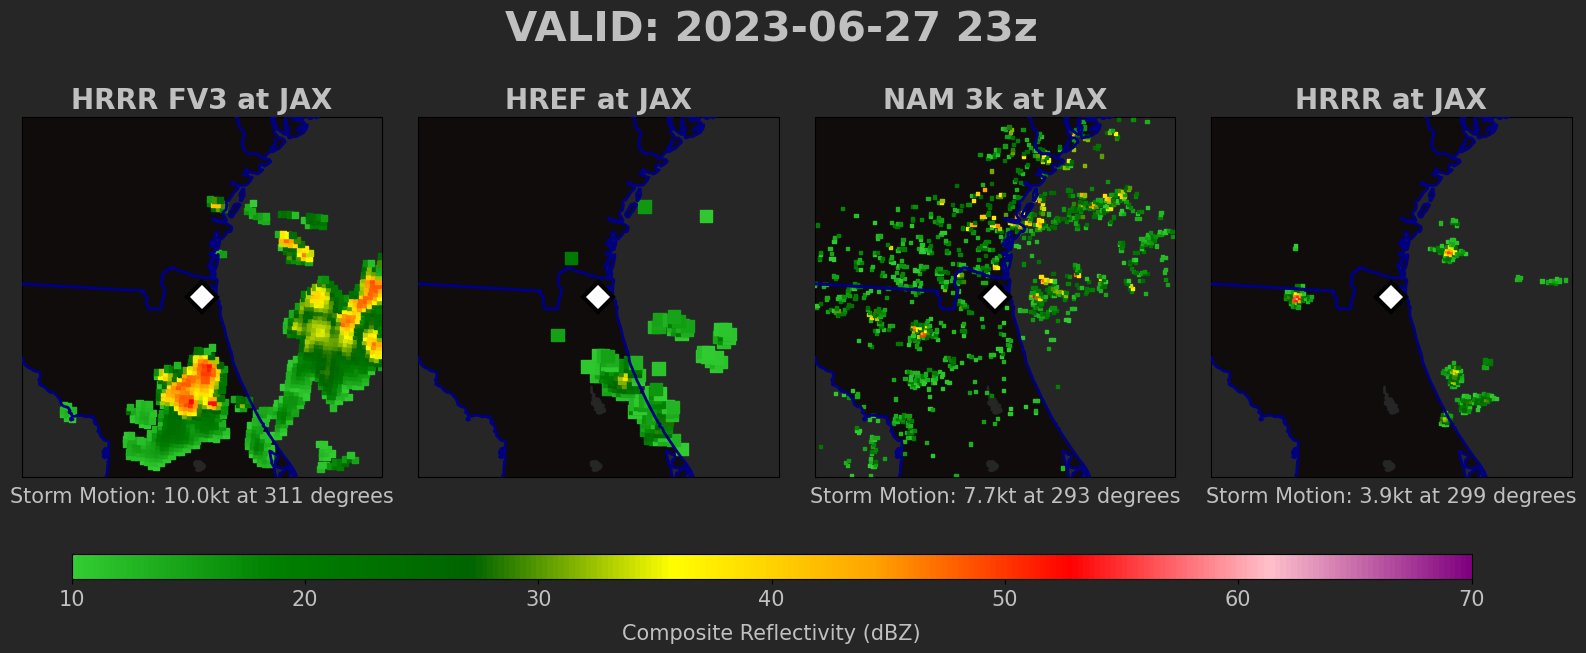 VALID: 2023-06-27 23z
HRRR FV3 at JAX
HREF at JAX
NAM 3k at JAX
HRRR at JAX
Storm Motion: 10.0kt at 311 degrees
Storm Motion: 7.7kt at 293 degrees
Storm Motion: 3.9kt at 299 degrees
10 20 30 40 50 60 70
Composite Reflectivity (dBZ)